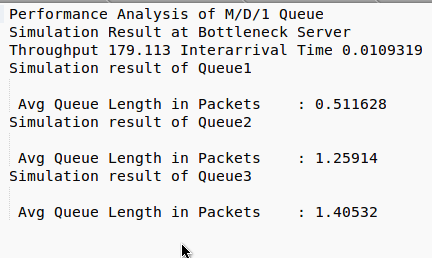 Performance Analysis of M/D/1 Queue
Simulation Result at Bottleneck Server
Throughput 179.113 Interarrival Time 0.0109319
Simulation result of Queue1
Avg Queue Length in Packets    : 0.511628
Simulation result of Queue2
Avg Queue Length in Packets    : 1.25914
Simulation result of Queue3
Avg Queue Length in Packets    : 1.40532